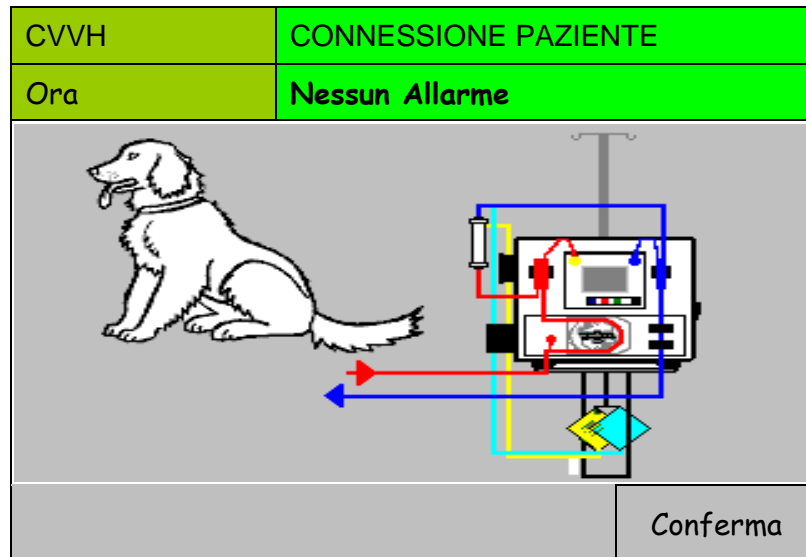 CVVH
CONNESSIONE PAZIENTE
Ora
Nessun Allarme
Conferma